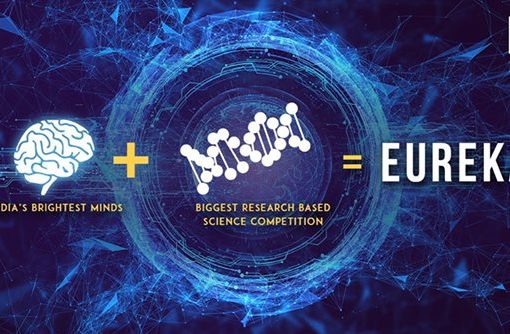 +
= EUREKA
DIA'S BRIGHTEST MINDS
BIGGEST RESEARCH BASED
SCIENCE COMPETITION